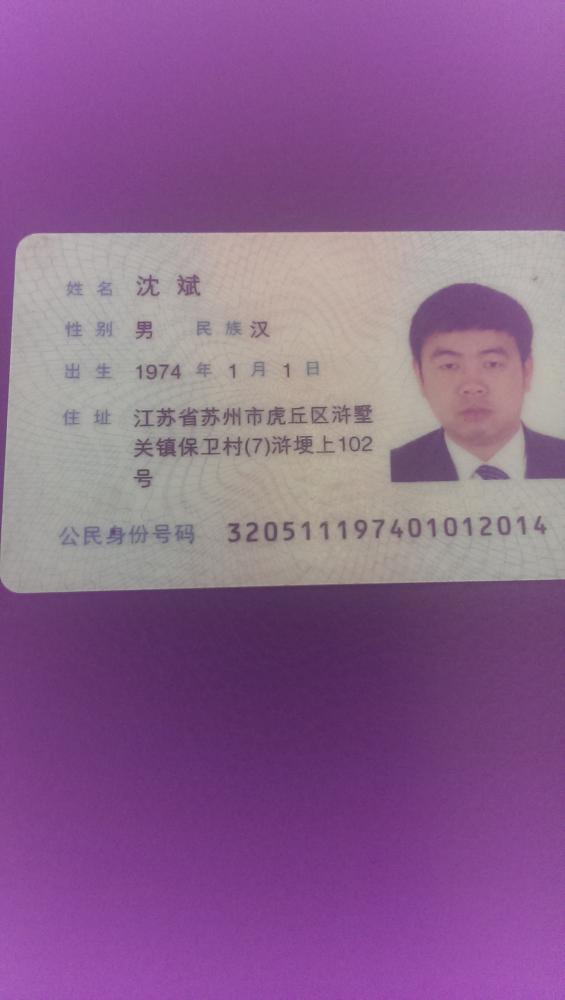 姓名 沈斌
性别 男 民族 汉
出生 1974 年 1 月 1 日
住址 江苏省苏州市虎丘区浒墅
关镇保卫村(7)浒埂上102
号
公民身份号码 320511197401012014